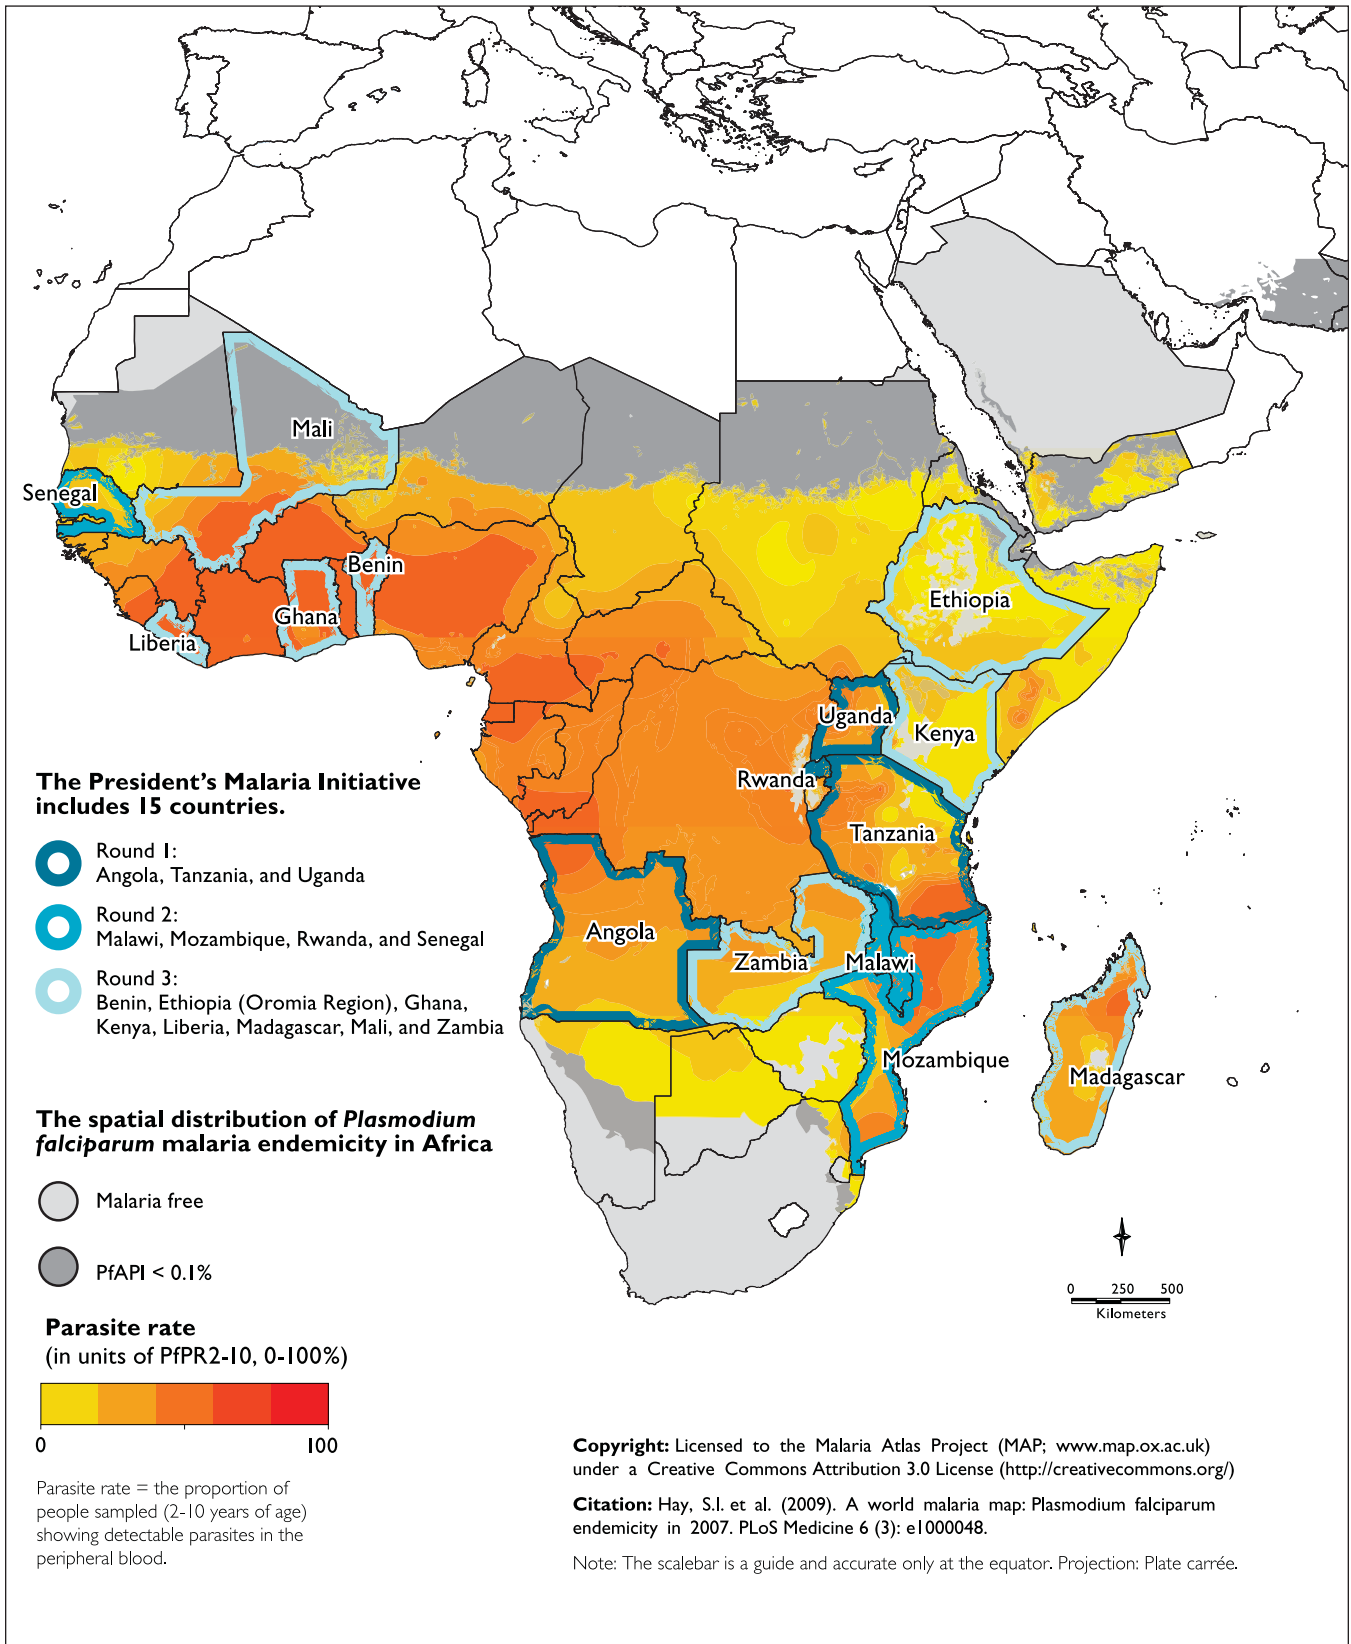 Mali
Senegal
Benin
Ghana
Liberia
Ethiopia
Uganda
Kenya
Rwanda
Tanzania
Angola
Zambia
Malawi
Mozambique
Madagascar
The President's Malaria Initiative
includes 15 countries.
Round 1:
Angola, Tanzania, and Uganda
Round 2:
Malawi, Mozambique, Rwanda, and Senegal
Round 3:
Benin, Ethiopia (Oromia Region), Ghana,
Kenya, Liberia, Madagascar, Mali, and Zambia
The spatial distribution of Plasmodium
falciparum malaria endemicity in Africa
Malaria free
PfAPI < 0.1%
Parasite rate
(in units of PfPR2-10, 0-100%)
0 100
Parasite rate = the proportion of
people sampled (2-10 years of age)
showing detectable parasites in the
peripheral blood.
0 250 500
Kilometers
Copyright: Licensed to the Malaria Atlas Project (MAP; www.map.ox.ac.uk)
under a Creative Commons Attribution 3.0 License (http://creativecommons.org/)
Citation: Hay, S.I. et al. (2009). A world malaria map: Plasmodium falciparum
endemicity in 2007. PLoS Medicine 6 (3): e1000048.
Note: The scalebar is a guide and accurate only at the equator. Projection: Plate carrée.